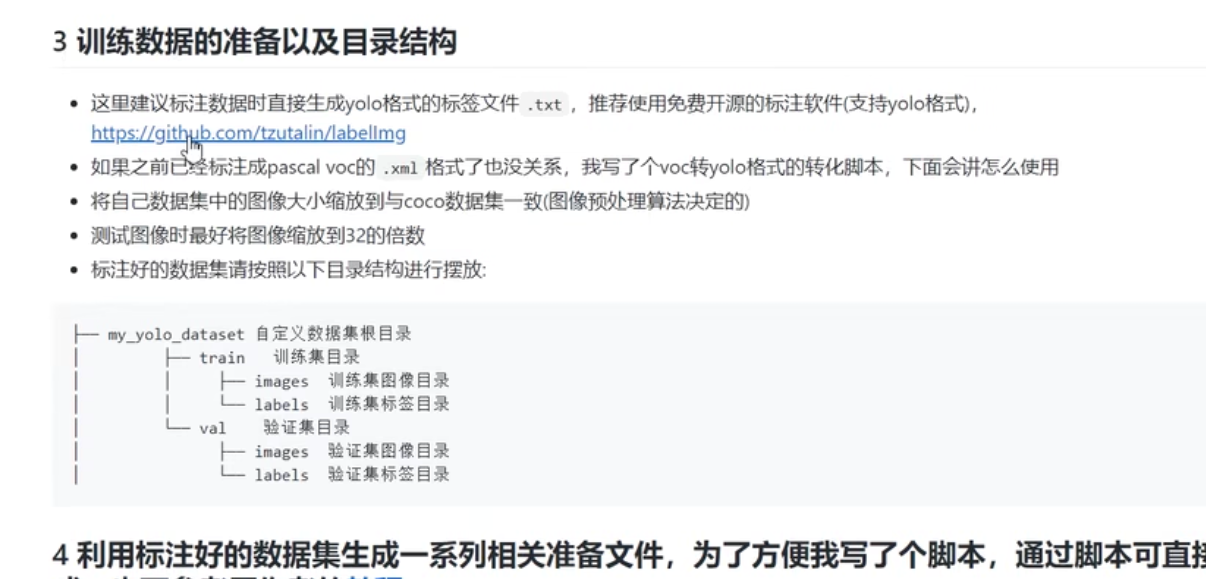 3 训练数据的准备以及目录结构
这里建议标注数据时直接生成yolo格式的标签文件 .txt ，推荐使用免费开源的标注软件(支持yolo格式)，
https://github.com/tzutalin/labelImg
如果之前已经标注成pascal voc的 .xml 格式了也没关系，我写了个voc转yolo格式的转化脚本，下面会讲怎么使用
将自己数据集中的图像大小缩放到与coco数据集一致(图像预处理算法决定的)
测试图像时最好将图像缩放到32的倍数
标注好的数据集请按照以下目录结构进行摆放:
├── my_yolo_dataset 自定义数据集根目录
│         ├── train   训练集目录
│         │     ├── images  训练集图像目录
│         │     └── labels  训练集标签目录
│         └── val    验证集目录
│               ├── images  验证集图像目录
│               └── labels  验证集标签目录
4 利用标注好的数据集生成一系列相关准备文件，为了方便我写了个脚本，通过脚本可直接